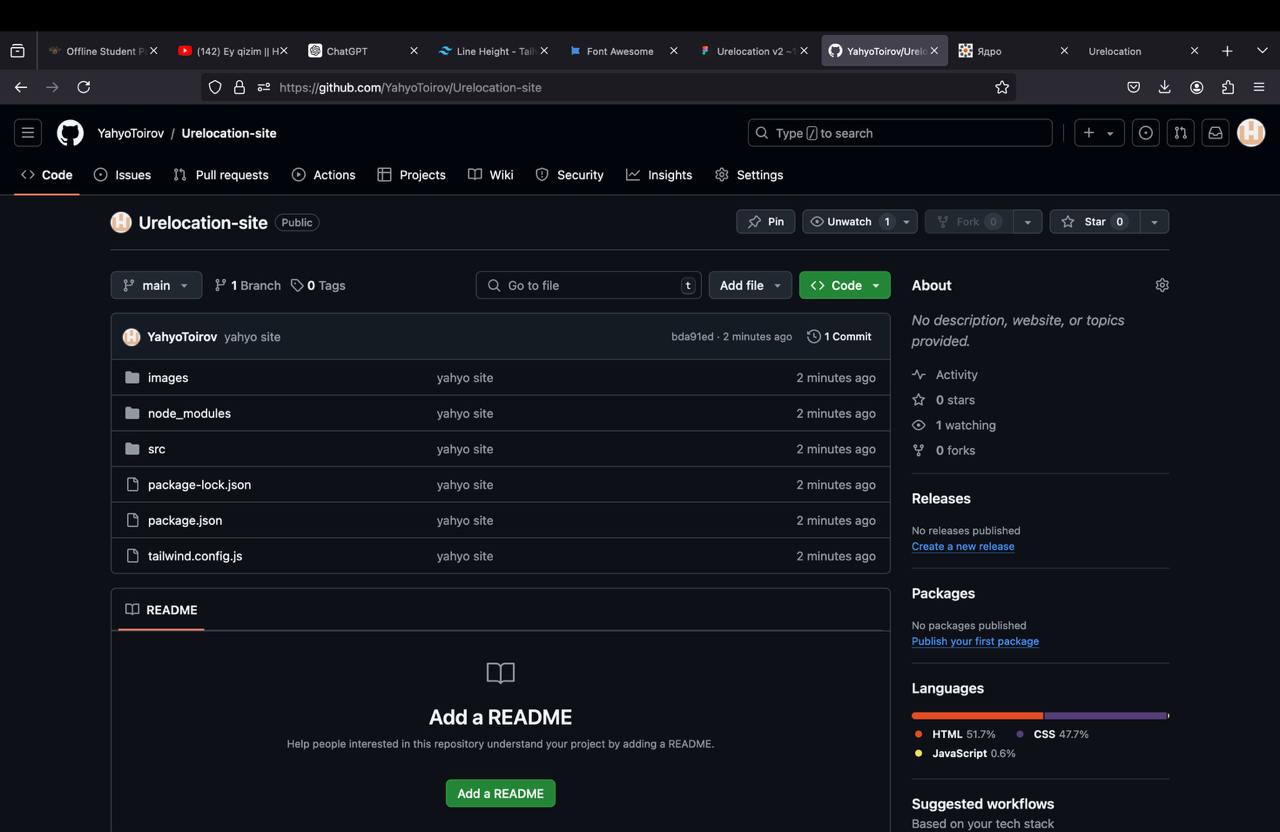 Offline Student P
(142) Ey qizim || H
ChatGPT
Line Height - Tail
Font Awesome
Urelocation v2 ~
YahyoToirov/Urelo
Ядро
Urelocation
https://github.com/YahyoToirov/Urelocation-site
YahyoToirov / Urelocation-site
Type / to search
Code
Issues
Pull requests
Actions
Projects
Wiki
Security
Insights
Settings
Urelocation-site Public
Pin
Unwatch 1
Fork 0
Star 0
main
1 Branch
0 Tags
Go to file t
Add file
Code
YahyoToirov yahyo site bda91ed · 2 minutes ago 1 Commit
images yahyo site 2 minutes ago
node_modules yahyo site 2 minutes ago
src yahyo site 2 minutes ago
package-lock.json yahyo site 2 minutes ago
package.json yahyo site 2 minutes ago
tailwind.config.js yahyo site 2 minutes ago
README
Add a README
Help people interested in this repository understand your project by adding a README.
Add a README
About
No description, website, or topics
provided.
Activity
0 stars
1 watching
0 forks
Releases
No releases published
Create a new release
Packages
No packages published
Publish your first package
Languages
HTML 51.7% CSS 47.7%
JavaScript 0.6%
Suggested workflows
Based on your tech stack